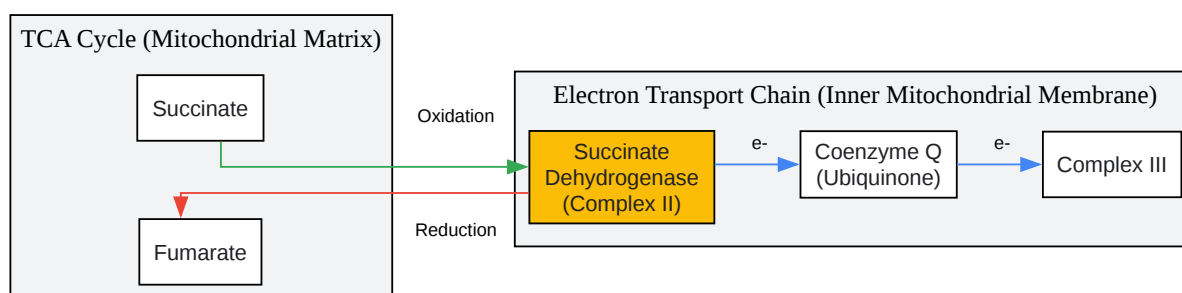 TCA Cycle (Mitochondrial Matrix)
Succinate
Fumarate
Oxidation
Reduction
Electron Transport Chain (Inner Mitochondrial Membrane)
Succinate
Dehydrogenase
(Complex II)
e-
Coenzyme Q
(Ubiquinone)
e-
Complex III